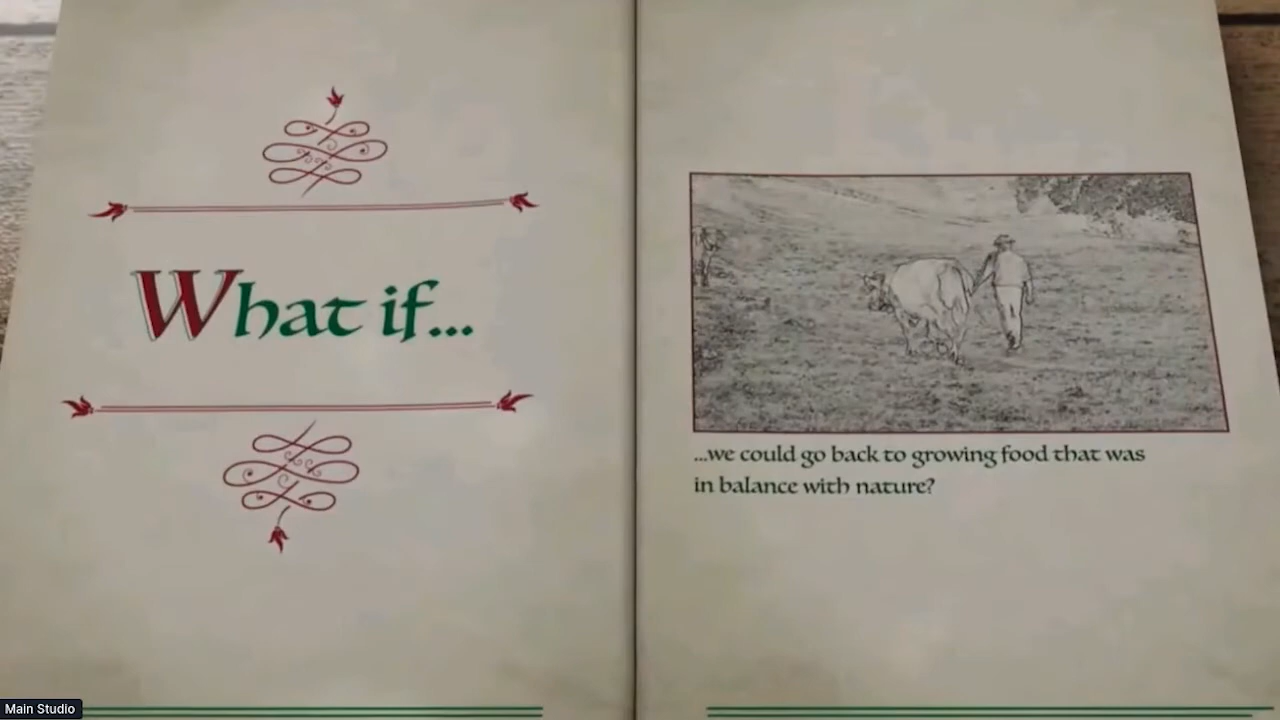 What if...
...we could go back to growing food that was
in balance with nature?
Main Studio